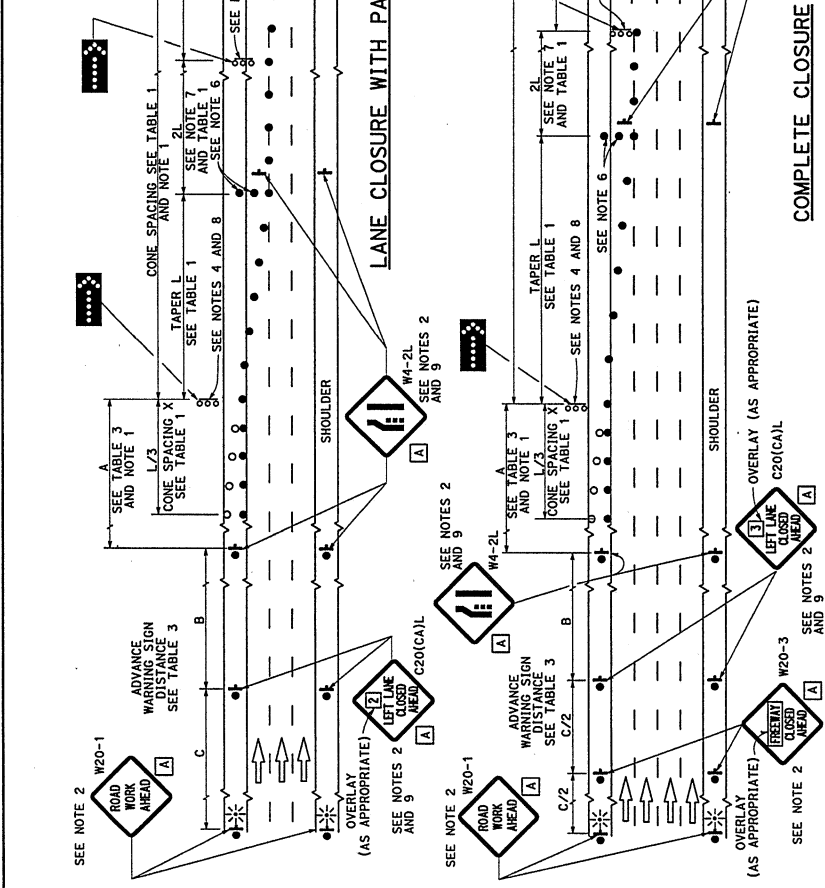 A
SEE TABLE 3
AND NOTE 1
L/3
CONE SPACING X
SEE TABLE 1
CONE SPACING SEE TABLE 1
AND NOTE 1
TAPER L
SEE TABLE 1
SEE NOTES 4 AND 8
2L
SEE NOTE 7
AND TABLE 1
SEE NOTE 6
SEE
SHOULDER
LANE CLOSURE WITH PA
W4-2L
SEE NOTES 2
AND 9
A
B
C
ADVANCE
WARNING SIGN
DISTANCE
SEE TABLE 3
SEE NOTE 2
W20-1
ROAD
WORK
AHEAD
A
2
LEFT LANE
CLOSED
AHEAD
C20(CA)L
A
OVERLAY
(AS APPROPRIATE)
SEE NOTES 2
AND 9
A
SEE TABLE 3
AND NOTE 1
L/3
CONE SPACING X
SEE TABLE 1
TAPER L
SEE TABLE 1
SEE NOTES 4 AND 8
SEE NOTE 6
2L
SEE NOTE 7
AND TABLE 1
SHOULDER
COMPLETE CLOSURE
SEE NOTES 2
AND 9
W4-2L
A
B
C/2
C/2
ADVANCE
WARNING SIGN
DISTANCE
SEE TABLE 3
SEE NOTE 2
W20-1
ROAD
WORK
AHEAD
A
3
LEFT LANE
CLOSED
AHEAD
OVERLAY (AS APPROPRIATE)
C20(CA)L
A
SEE NOTES 2
AND 9
W20-3
FREEWAY
CLOSED
AHEAD
A
OVERLAY
(AS APPROPRIATE)
SEE NOTE 2